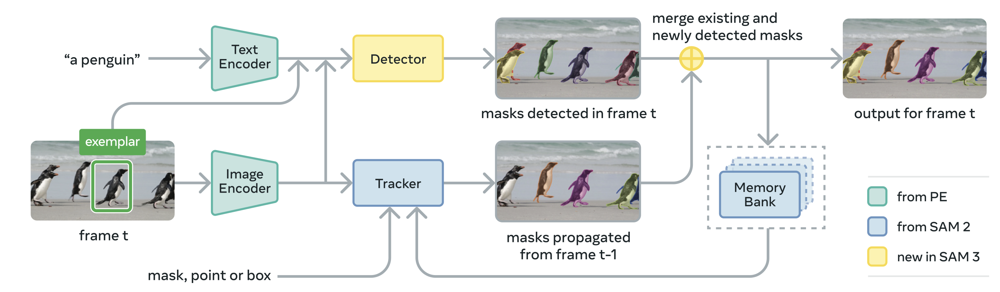 “a penguin”
Text
Encoder
Detector
masks detected in frame t
merge existing and
newly detected masks
output for frame t
exemplar
frame t
Image
Encoder
Tracker
masks propagated
from frame t-1
Memory
Bank
mask, point or box
from PE
from SAM 2
new in SAM 3